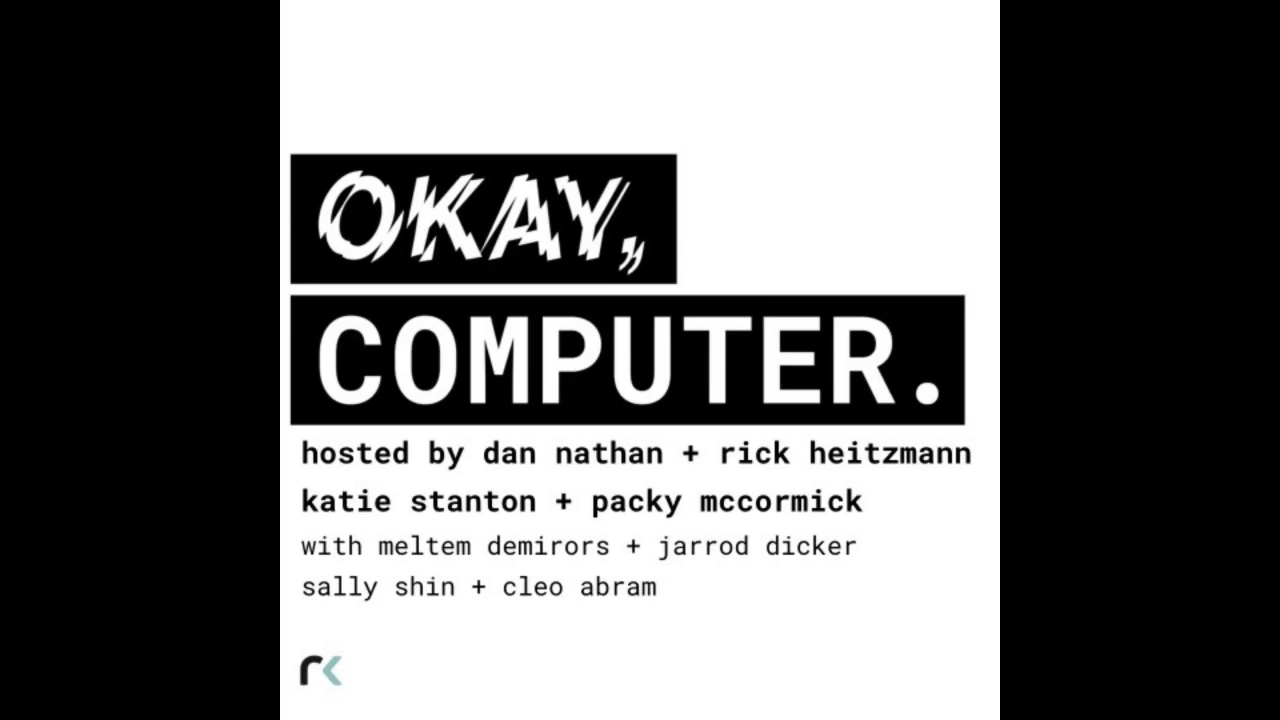 OKAY,
COMPUTER.
hosted by dan nathan + rick heitzmann
katie stanton + packy mccormick
with meltem demirors + jarrod dicker
sally shin + cleo abram
rk